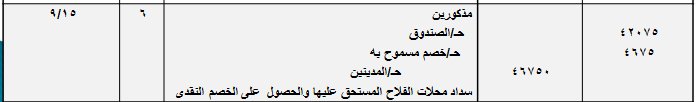 ٩/١٥ ٦ مذكورين
٤٢٠٧٥ حـ/الصندوق
٤٦٧٥ حـ/خصم مسموح به
٤٦٧٥٠ حـ/المدينين
سداد محلات الفلاح المستحق عليها والحصول على الخصم النقدى